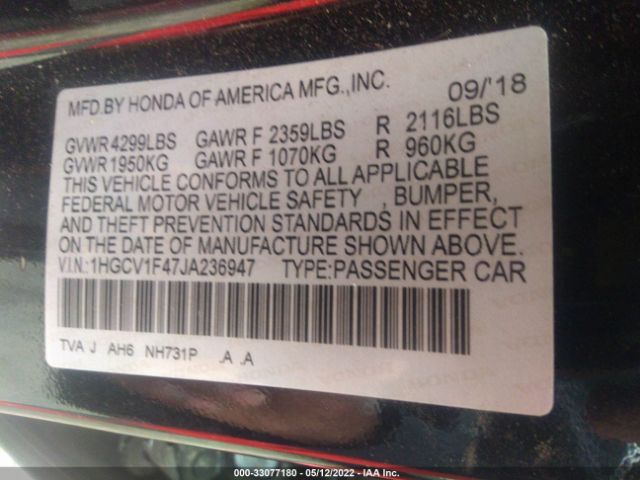 MFD.BY HONDA OF AMERICA MFG.,INC. 09/'18
GVWR 4299LBS GAWR F 2359LBS R 2116LBS
GVWR 1950KG GAWR F 1070KG R 960KG
THIS VEHICLE CONFORMS TO ALL APPLICABLE
FEDERAL MOTOR VEHICLE SAFETY , BUMPER,
AND THEFT PREVENTION STANDARDS IN EFFECT
ON THE DATE OF MANUFACTURE SHOWN ABOVE.
V.I.N.:1HGCV1F47JA236947 TYPE:PASSENGER CAR
TVA J AH6 NH731P .A .A
000-33077180 - 05/12/2022 - IAA Inc.